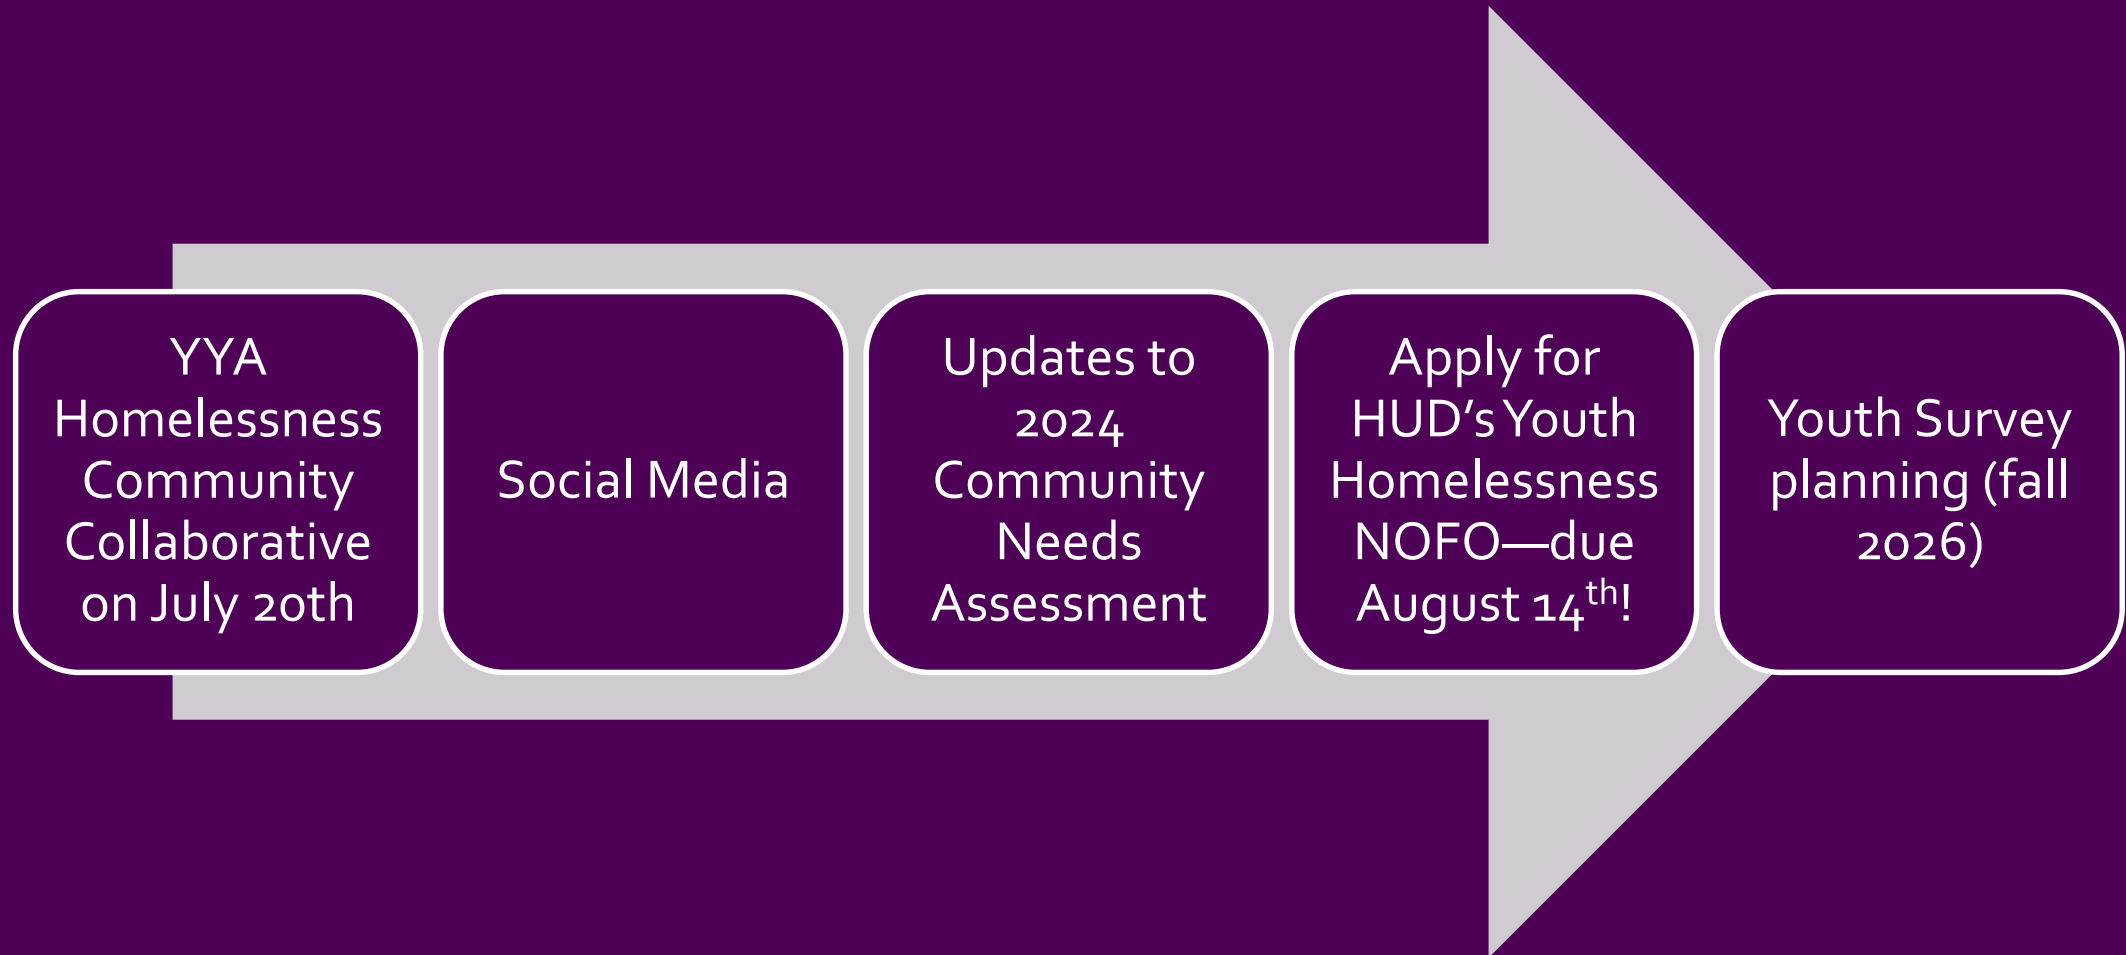 YYA
Homelessness
Community
Collaborative
on July 20th
Social Media
Updates to
2024
Community
Needs
Assessment
Apply for
HUD’s Youth
Homelessness
NOFO—due
August 14th!
Youth Survey
planning (fall
2026)